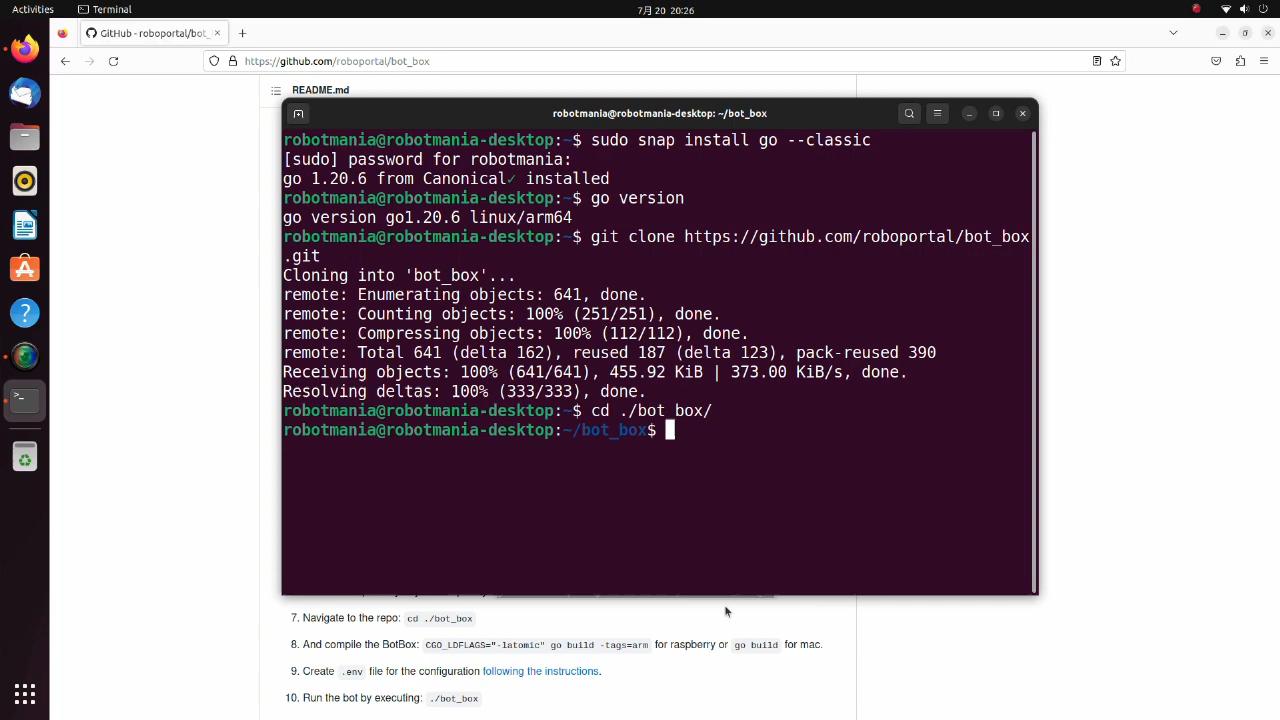 Activities
Terminal
7月 20 20:26
GitHub - roboportal/bot_
https://github.com/roboportal/bot_box
README.md
robotmania@robotmania-desktop: ~/bot_box
robotmania@robotmania-desktop:~$ sudo snap install go --classic
[sudo] password for robotmania:
go 1.20.6 from Canonical✓ installed
robotmania@robotmania-desktop:~$ go version
go version go1.20.6 linux/arm64
robotmania@robotmania-desktop:~$ git clone https://github.com/roboportal/bot_box
.git
Cloning into 'bot_box'...
remote: Enumerating objects: 641, done.
remote: Counting objects: 100% (251/251), done.
remote: Compressing objects: 100% (112/112), done.
remote: Total 641 (delta 162), reused 187 (delta 123), pack-reused 390
Receiving objects: 100% (641/641), 455.92 KiB | 373.00 KiB/s, done.
Resolving deltas: 100% (333/333), done.
robotmania@robotmania-desktop:~$ cd ./bot_box/
robotmania@robotmania-desktop:~/bot_box$
7. Navigate to the repo: cd ./bot_box
8. And compile the BotBox: CGO_LDFLAGS="-latomic" go build -tags=arm for raspberry or go build for mac.
9. Create .env file for the configuration following the instructions.
10. Run the bot by executing: ./bot_box